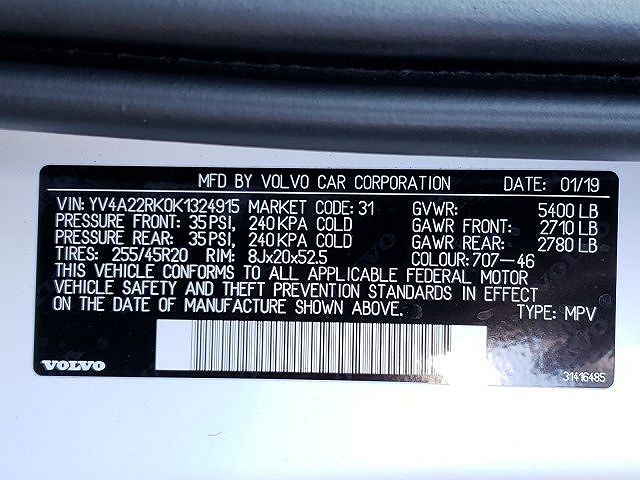 MFD BY VOLVO CAR CORPORATION DATE: 01/19
VIN: YV4A22RK0K1324915 MARKET CODE: 31 GVWR: 5400 LB
PRESSURE FRONT: 35 PSI, 240 KPA COLD GAWR FRONT: 2710 LB
PRESSURE REAR: 35 PSI, 240 KPA COLD GAWR REAR: 2780 LB
TIRES: 255/45R20 RIM: 8Jx20x52.5 COLOUR: 707-46
THIS VEHICLE CONFORMS TO ALL APPLICABLE FEDERAL MOTOR
VEHICLE SAFETY AND THEFT PREVENTION STANDARDS IN EFFECT
ON THE DATE OF MANUFACTURE SHOWN ABOVE. TYPE: MPV
VOLVO 31416485